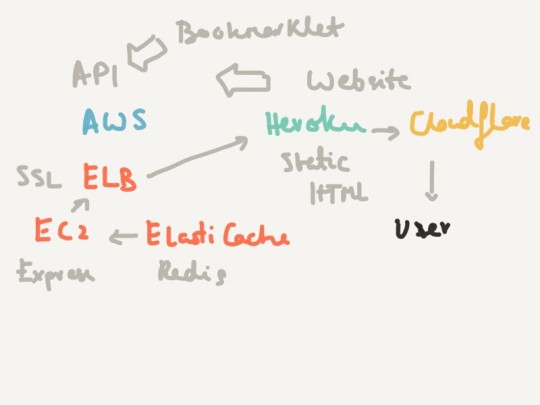 Bookmarklet
API
Website
AWS
Heroku
Cloudflare
Static
HTML
SSL
ELB
EC2
ElastiCache
User
Express
Redis